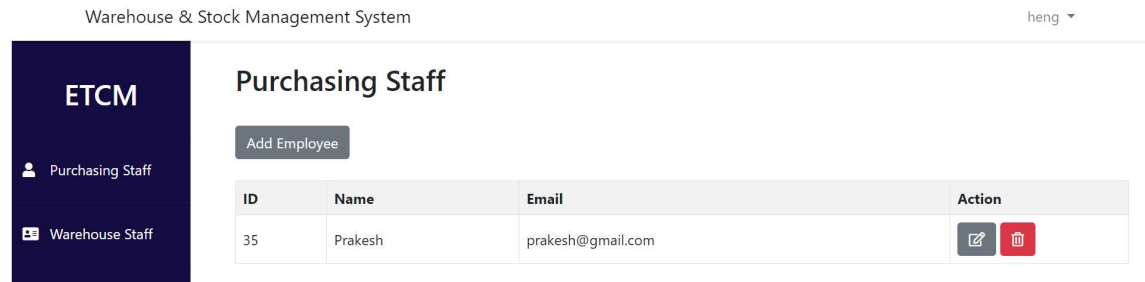 Warehouse & Stock Management System
heng
ETCM
Purchasing Staff
Warehouse Staff
Purchasing Staff
Add Employee
ID Name Email Action
35 Prakesh prakesh@gmail.com